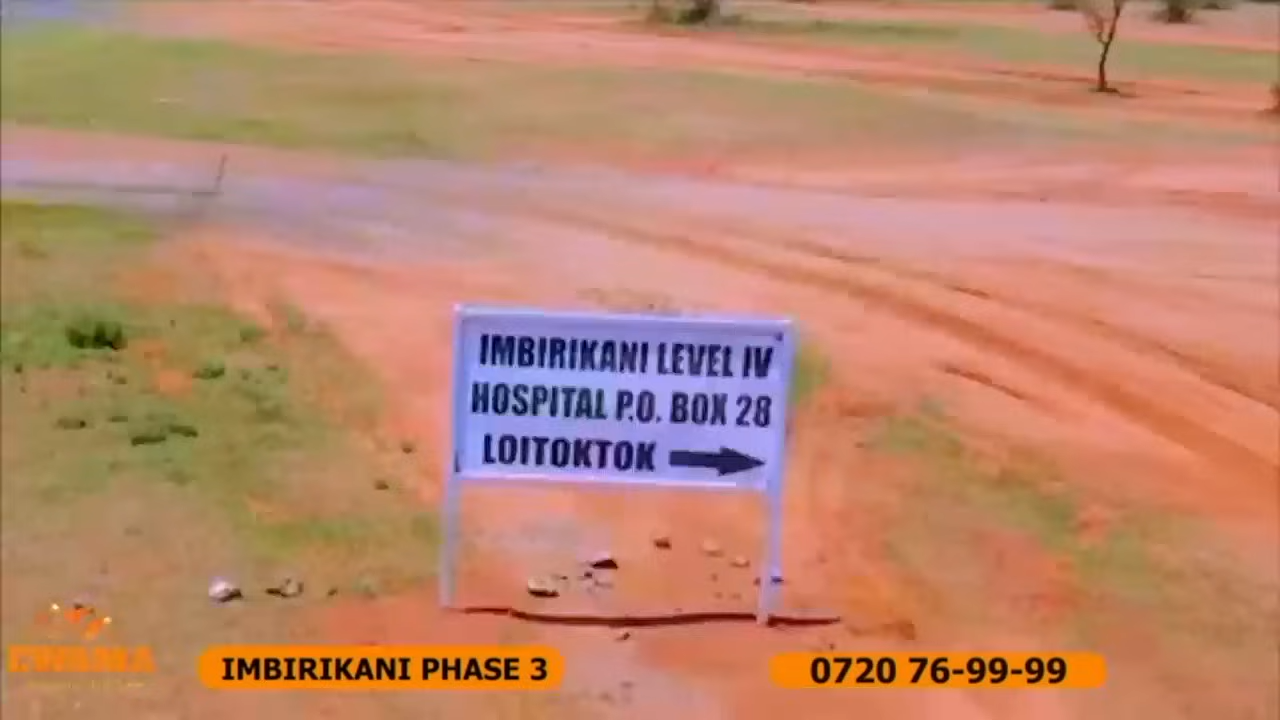 IMBIRIKANI LEVEL IV
HOSPITAL P.O. BOX 28
LOITOKTOK
IMBIRIKANI PHASE 3
0720 76-99-99